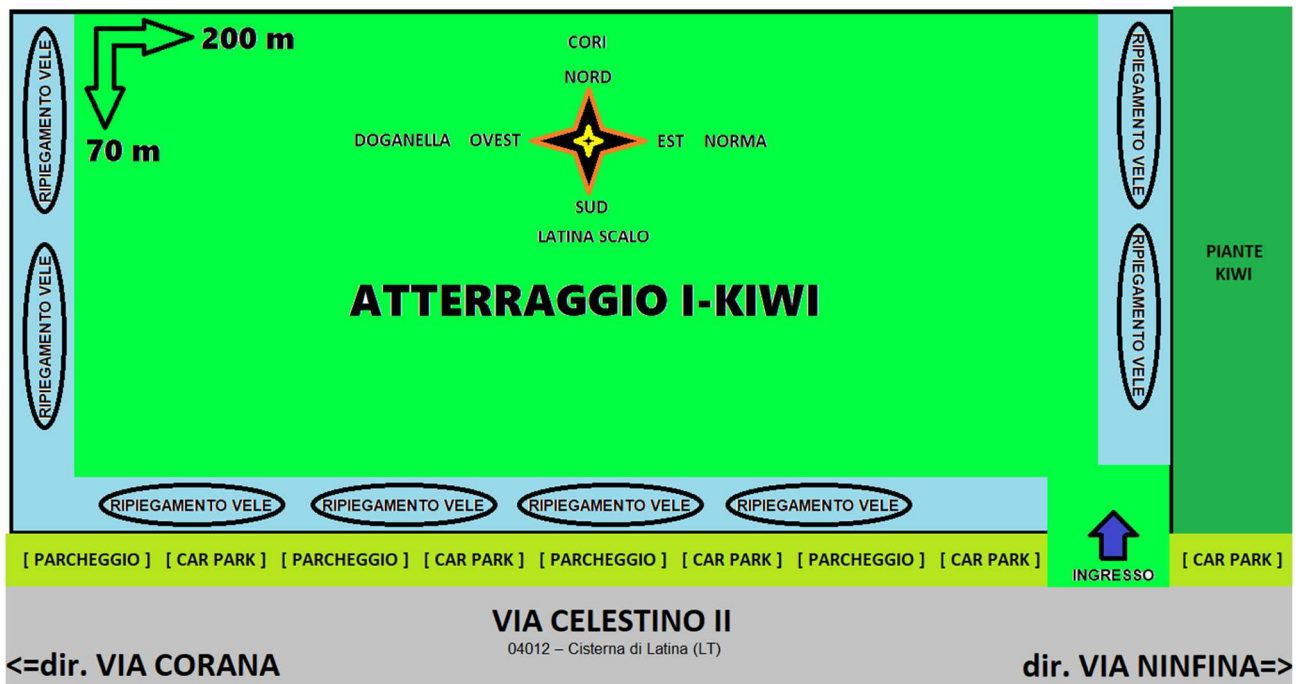 200 m
70 m
CORI
NORD
DOGANELLA OVEST
EST NORMA
SUD
LATINA SCALO
ATTERRAGGIO I-KIWI
RIPIEGAMENTO VELE
RIPIEGAMENTO VELE
RIPIEGAMENTO VELE
RIPIEGAMENTO VELE
PIANTE
KIWI
RIPIEGAMENTO VELE RIPIEGAMENTO VELE RIPIEGAMENTO VELE RIPIEGAMENTO VELE
[ PARCHEGGIO ] [ CAR PARK ] [ PARCHEGGIO ] [ CAR PARK ] [ PARCHEGGIO ] [ CAR PARK ] [ PARCHEGGIO ] [ CAR PARK ] [ CAR PARK ]
INGRESSO
VIA CELESTINO II
04012 – Cisterna di Latina (LT)
<=dir. VIA CORANA
dir. VIA NINFINA=>